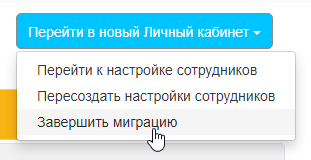 Перейти в новый Личный кабинет
Перейти к настройке сотрудников
Пересоздать настройки сотрудников
Завершить миграцию